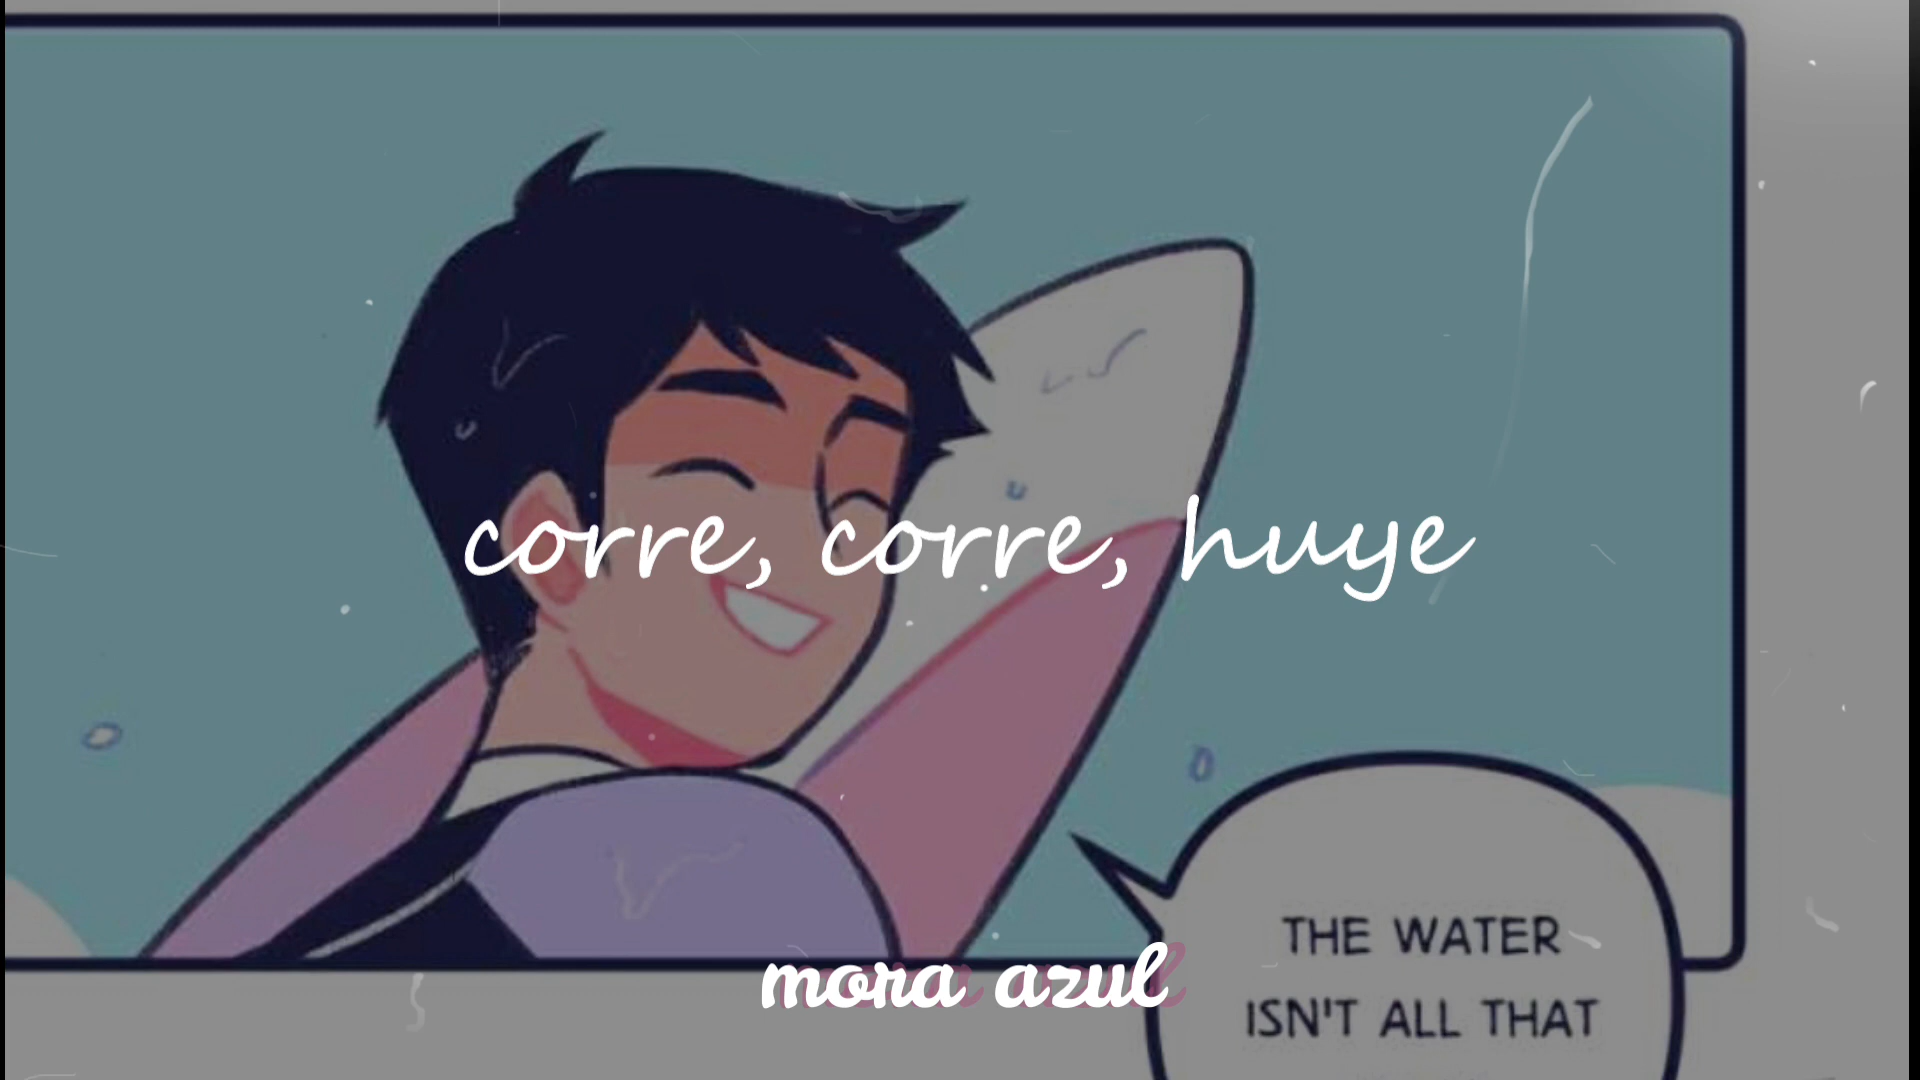 corre, corre, huye
mora azul
THE WATER
ISN'T ALL THAT